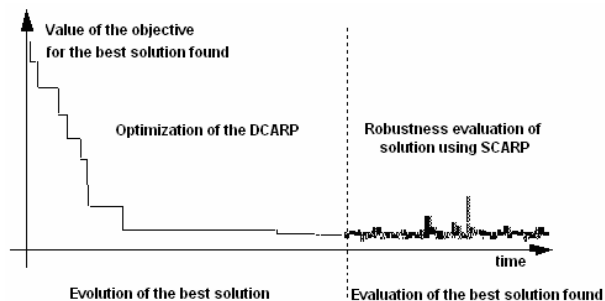 Value of the objective
for the best solution found
Optimization of the DCARP
Robustness evaluation of
solution using SCARP
time
Evolution of the best solution
Evaluation of the best solution found